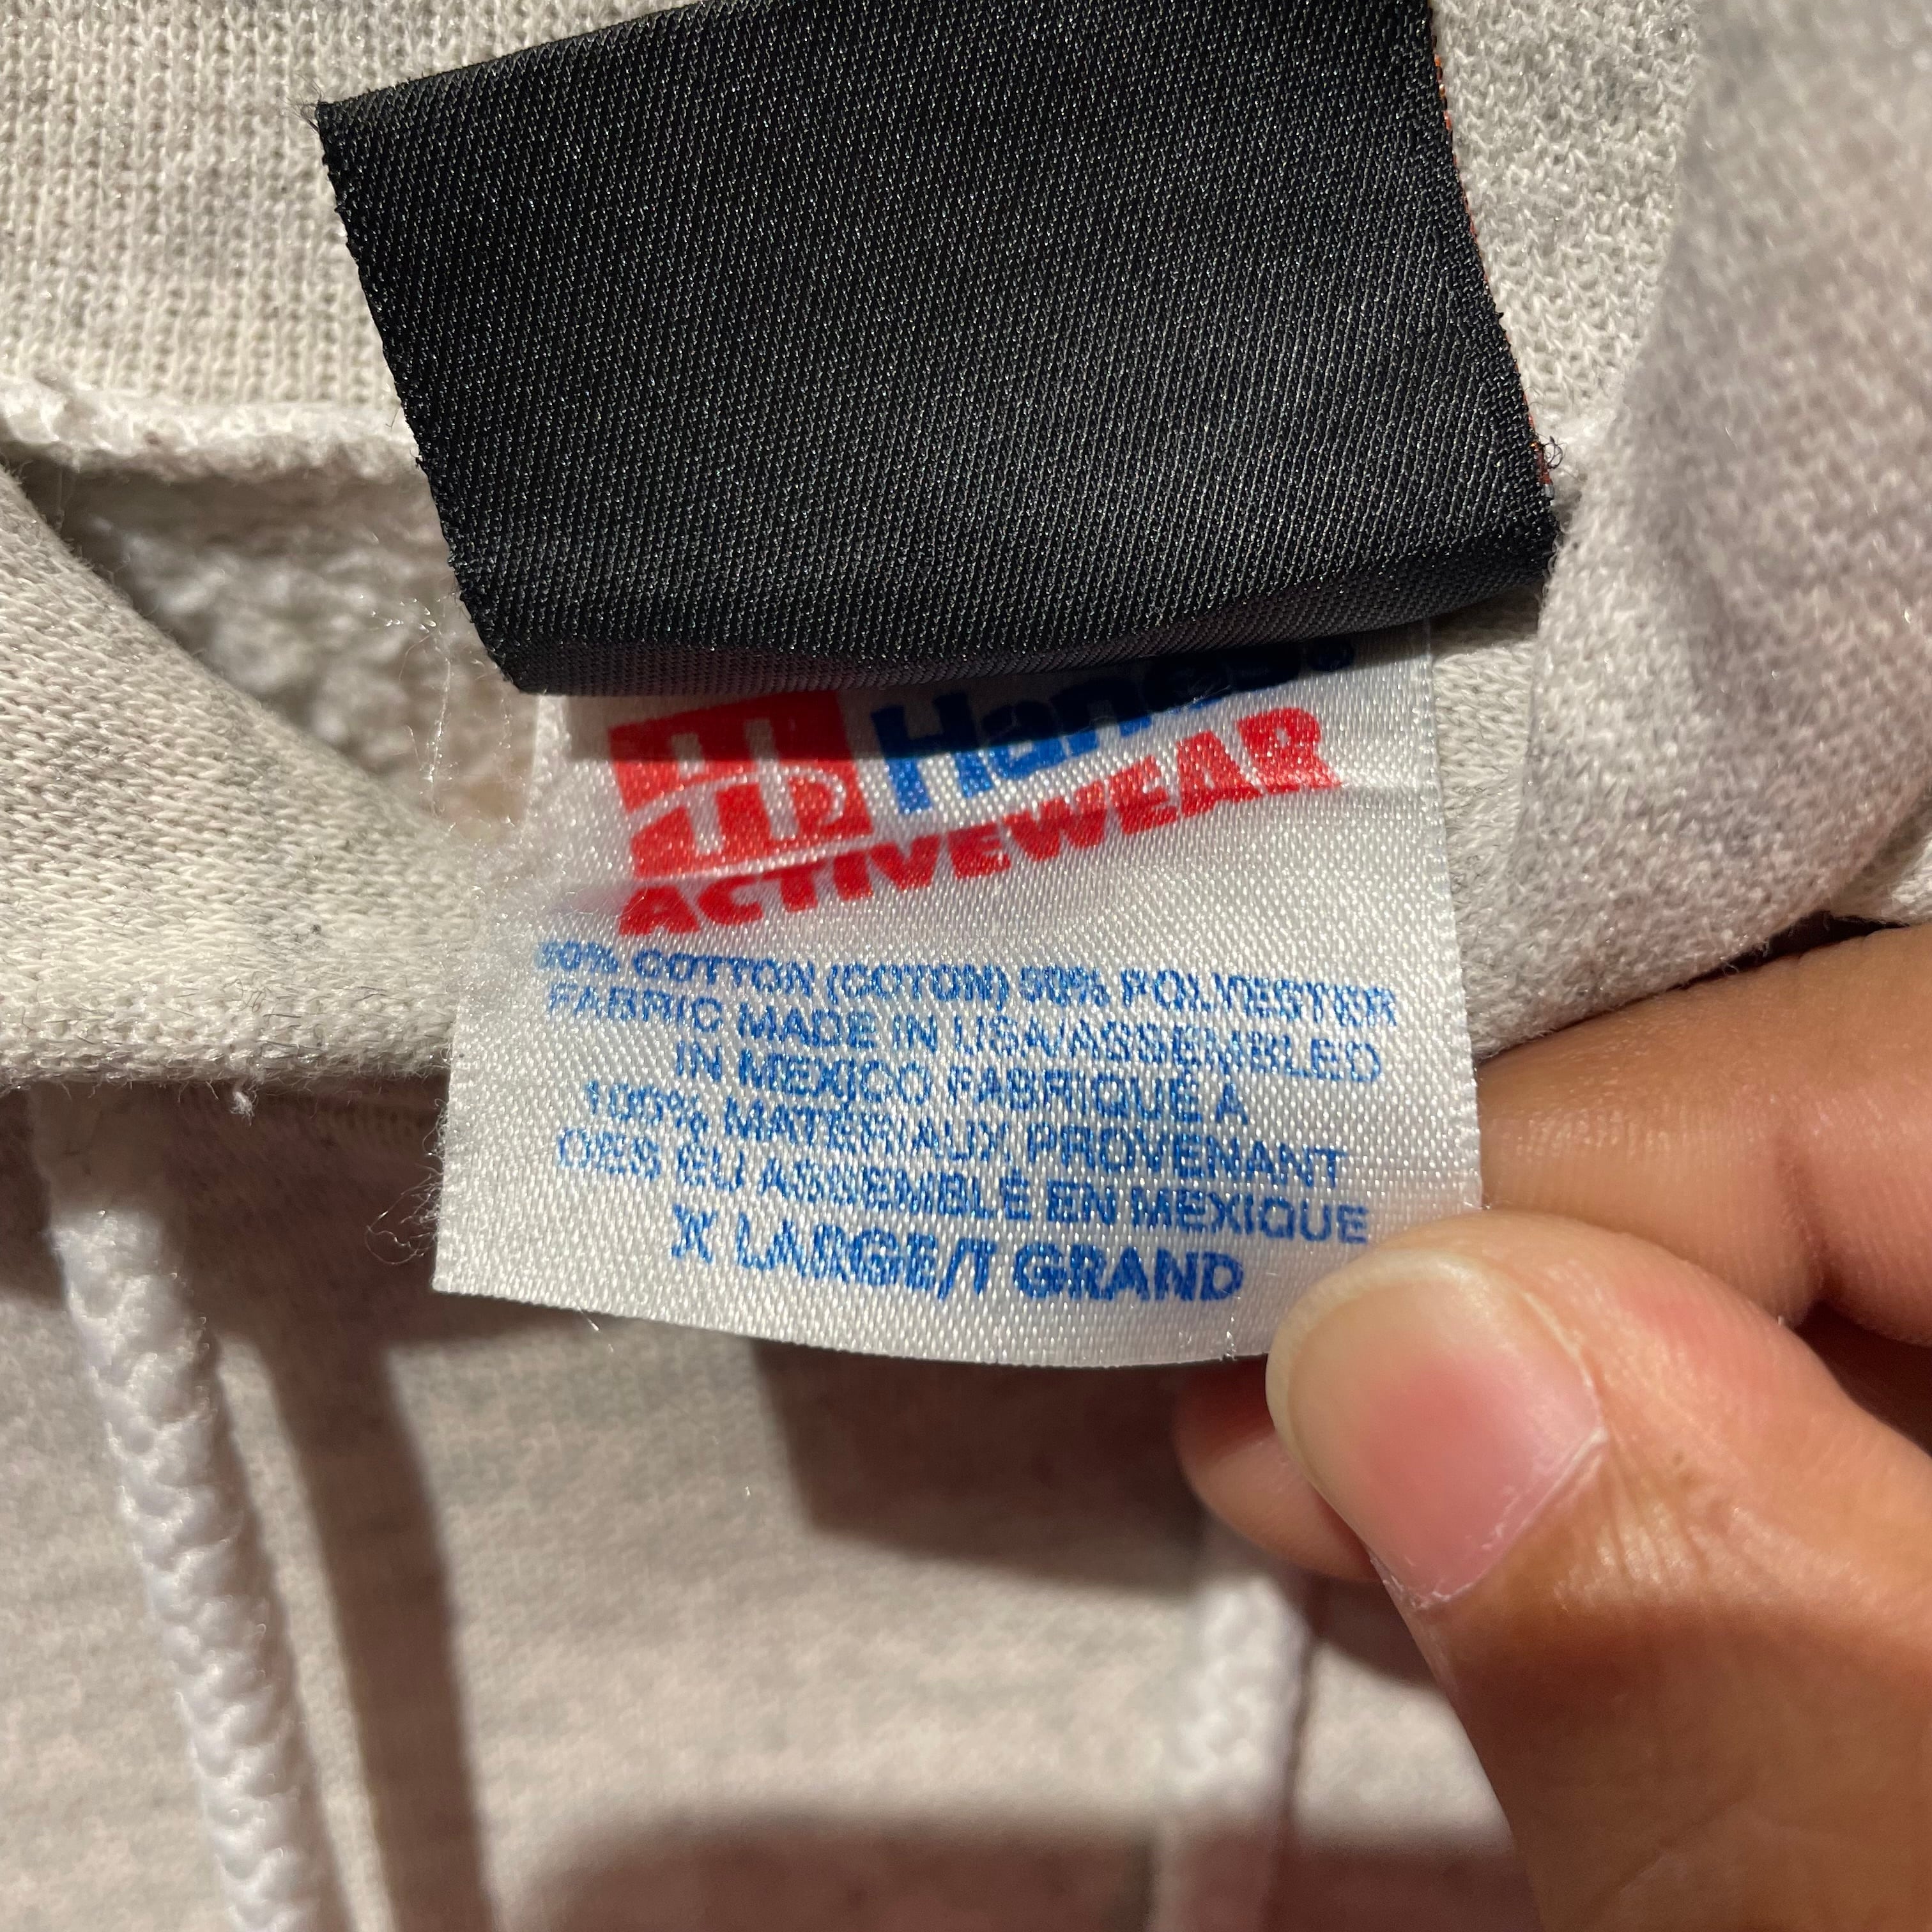 Hanes®
ACTIVEWEAR
50% COTTON (COTON) 50% POLYESTER
FABRIC MADE IN USA/ASSEMBLED
IN MEXICO FABRIQUÉ À
100% MATERIAUX PROVENANT
DES EU ASSEMBLÉ EN MEXIQUE
X LARGE/T GRAND